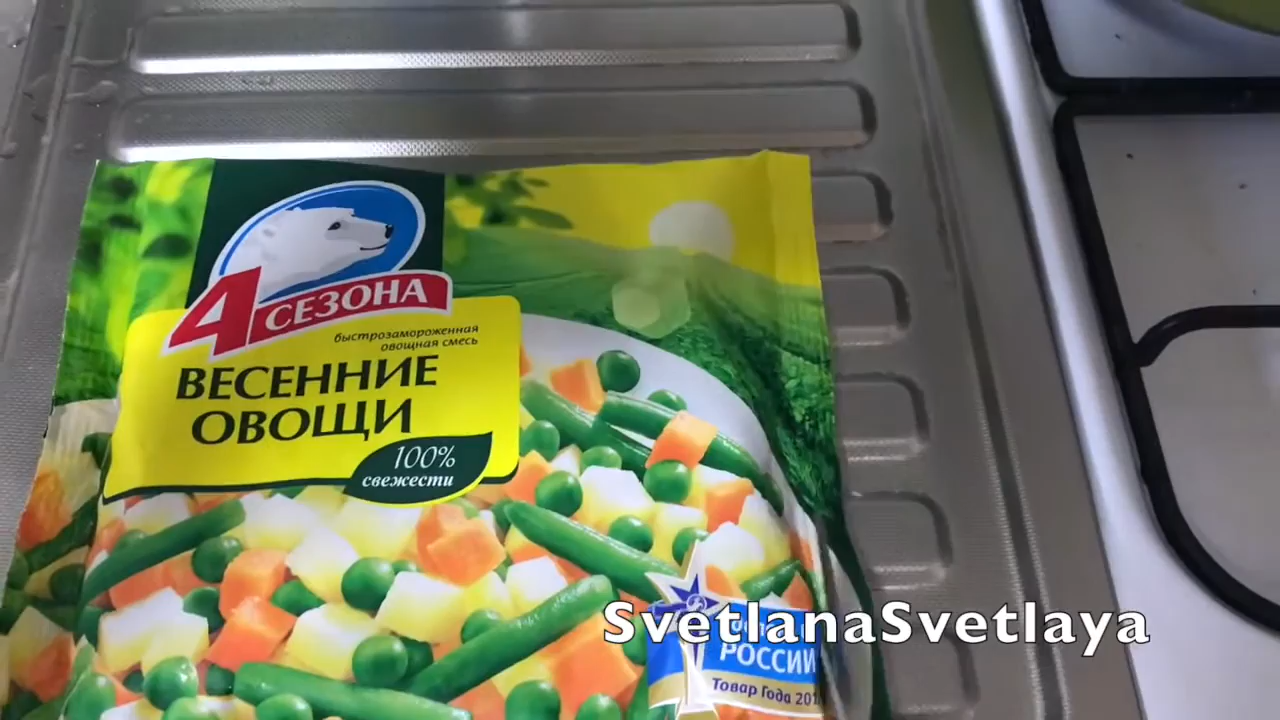 4 СЕЗОНА
быстрозамороженная
овощная смесь
ВЕСЕННИЕ
ОВОЩИ
100%
свежести
SvetlanaSvetlaya
РОССИИ
Товар Года